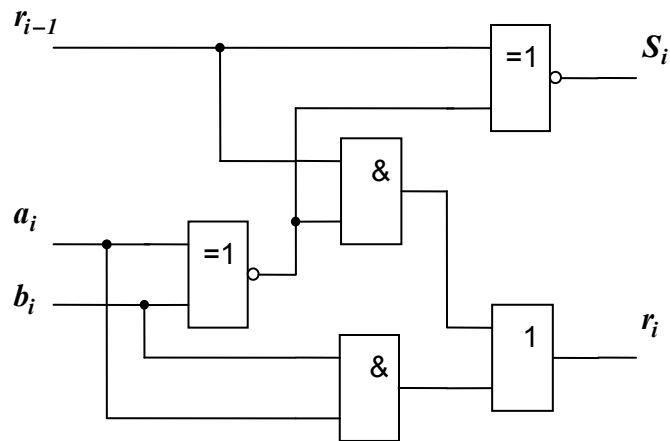 r_{i-1}
=1
S_i
&
a_i
=1
b_i
1
r_i
&